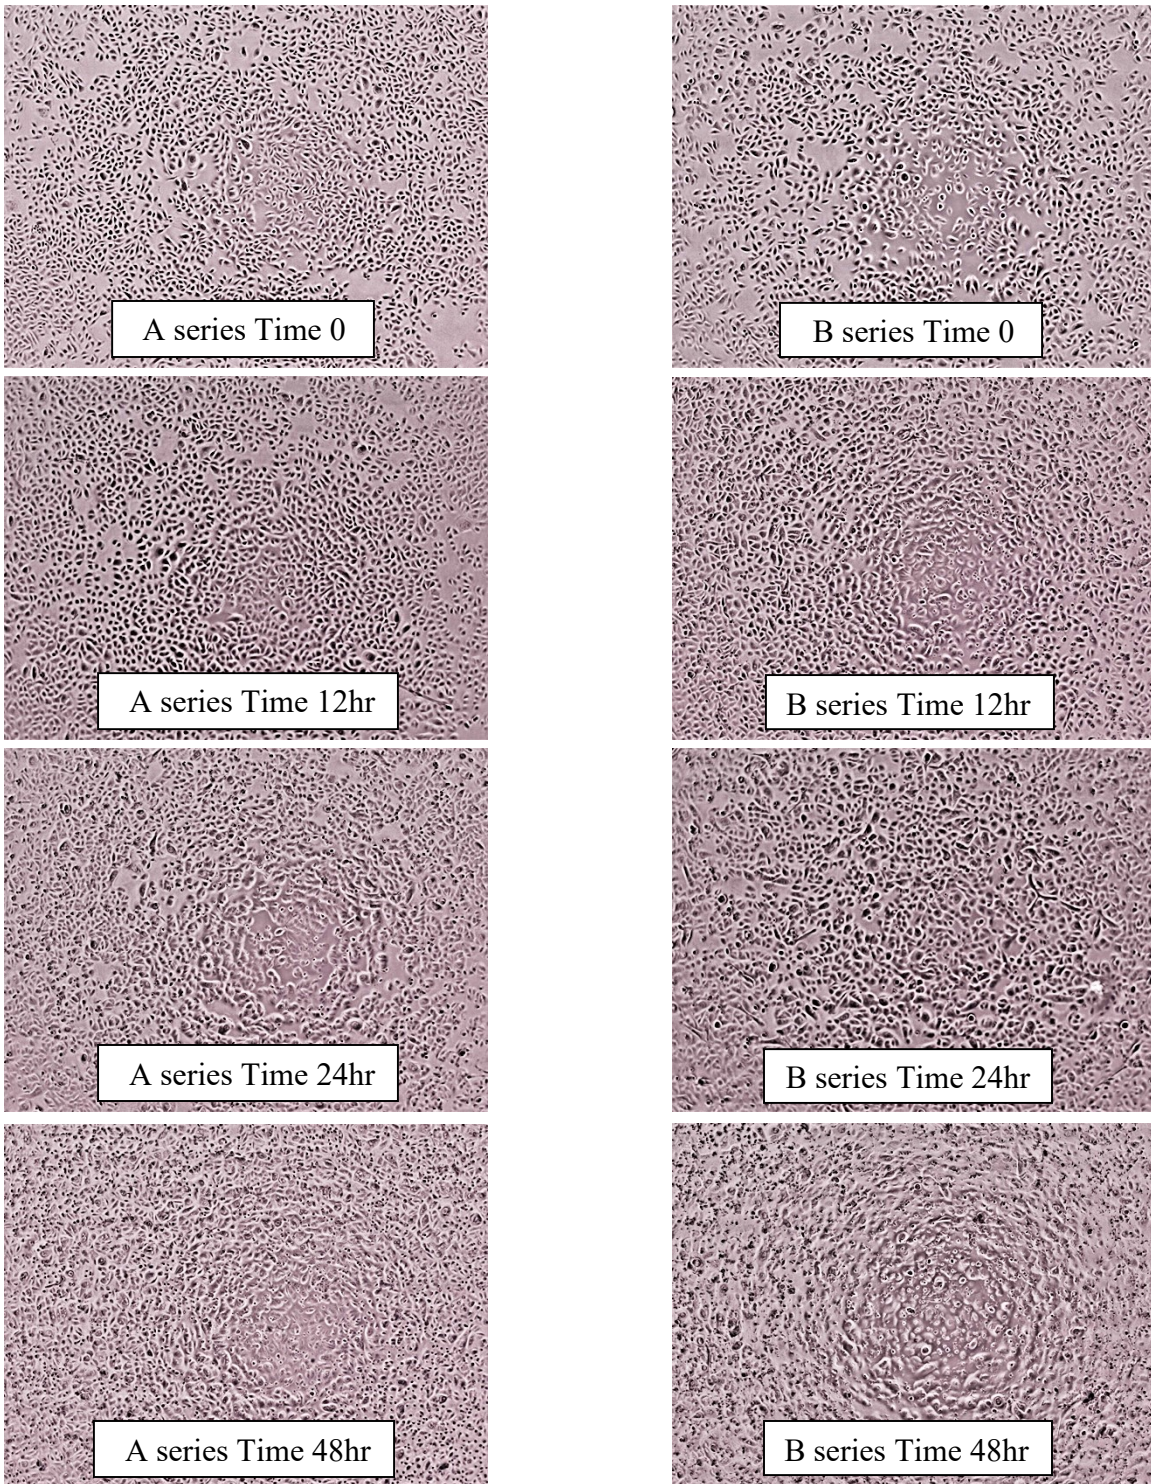 A series Time 0
B series Time 0
A series Time 12hr
B series Time 12hr
A series Time 24hr
B series Time 24hr
A series Time 48hr
B series Time 48hr